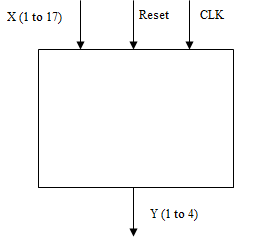 X (1 to 17)
Reset
CLK
Y (1 to 4)